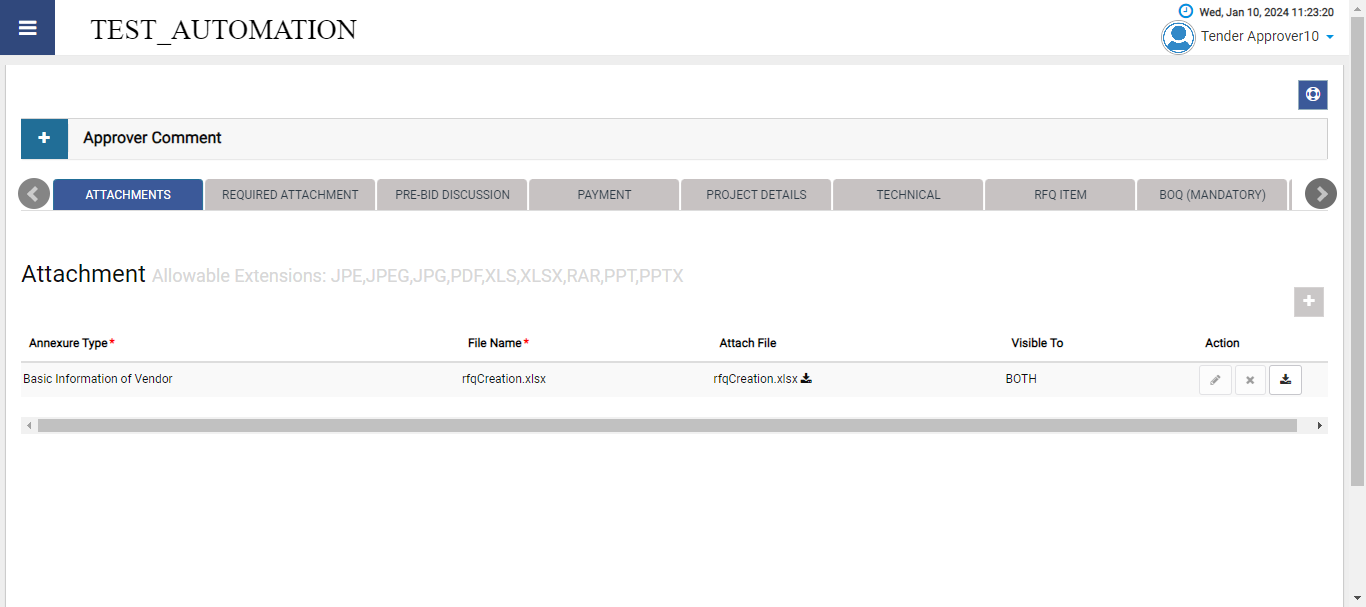 TEST_AUTOMATION
Wed, Jan 10, 2024 11:23:20
Tender Approver10
Approver Comment
ATTACHMENTS REQUIRED ATTACHMENT PRE-BID DISCUSSION PAYMENT PROJECT DETAILS TECHNICAL RFQ ITEM BOQ (MANDATORY)
Attachment Allowable Extensions: JPE,JPEG,JPG,PDF,XLS,XLSX,RAR,PPT,PPTX
Annexure Type* File Name* Attach File Visible To Action
Basic Information of Vendor rfqCreation.xlsx rfqCreation.xlsx BOTH